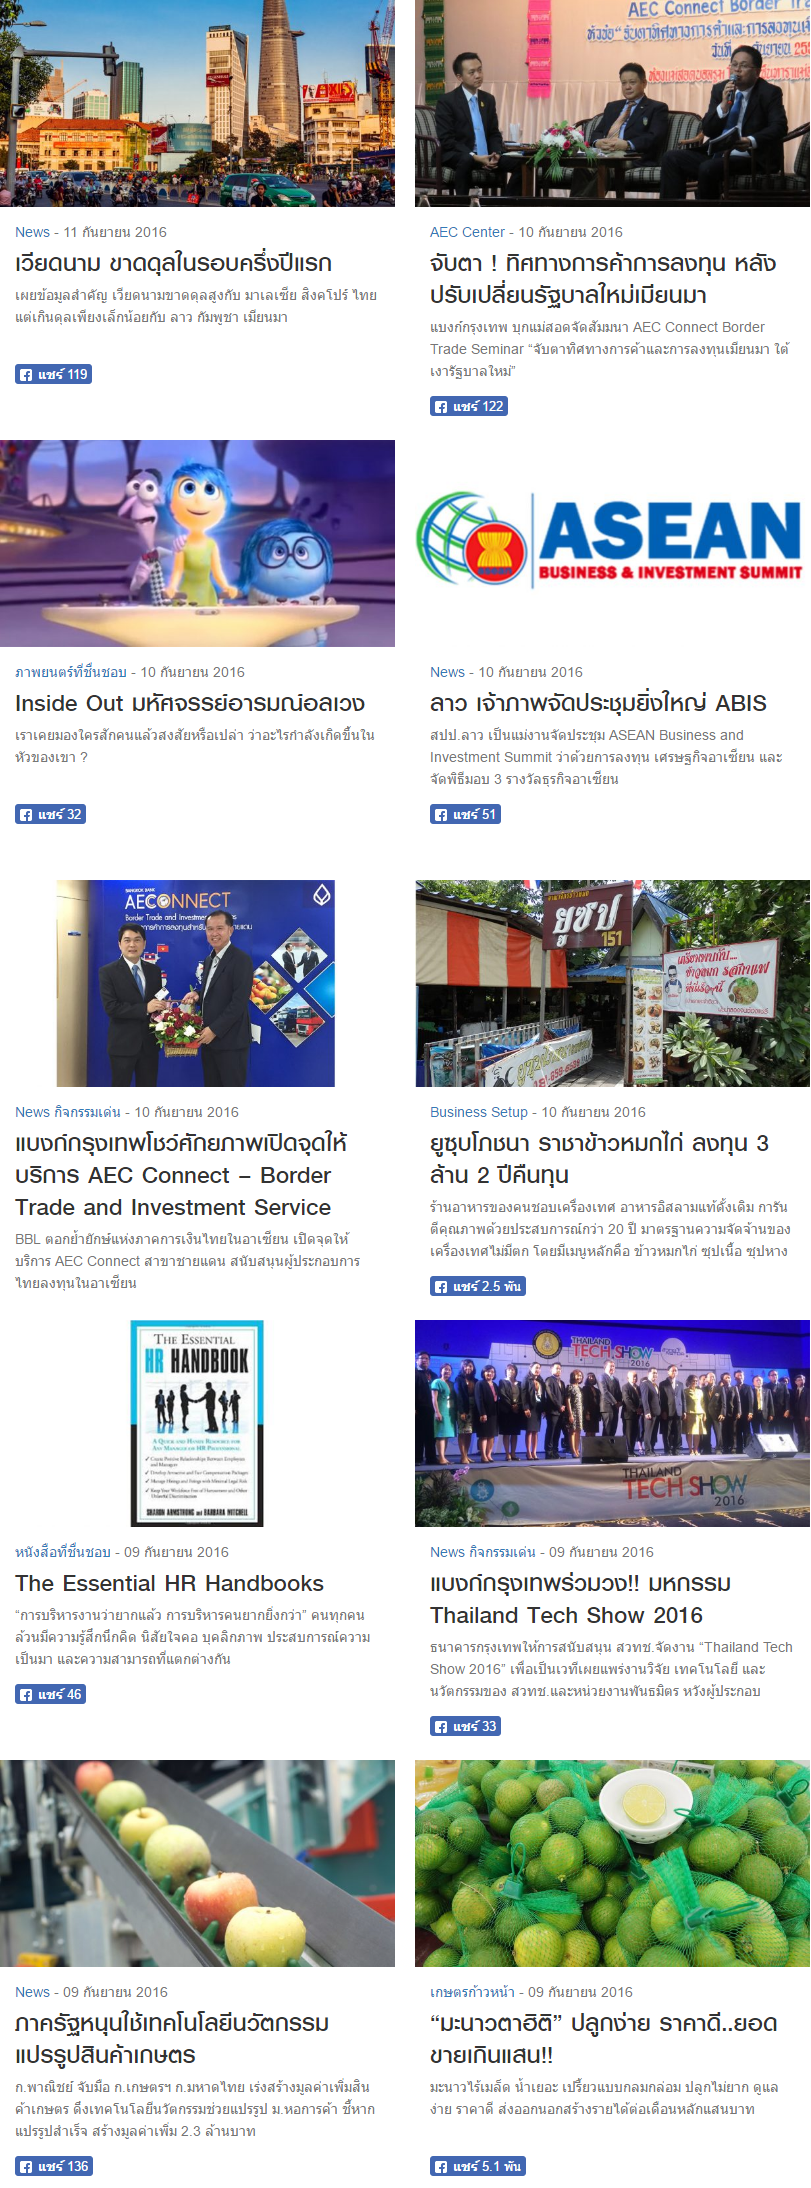 AEC Connect Border Tra
News - 11 กันยายน 2016
เวียดนาม ขาดดุลในรอบครึ่งปีแรก
เผยข้อมูลสำคัญ เวียดนามขาดดุลสูงกับ มาเลเซีย สิงคโปร์ ไทย
แต่เกินดุลเพียงเล็กน้อยกับ ลาว กัมพูชา เมียนมา
แชร์ 119
AEC Center - 10 กันยายน 2016
จับตา ! ทิศทางการค้าการลงทุน หลัง
ปรับเปลี่ยนรัฐบาลใหม่เมียนมา
แบงก์กรุงเทพ บุกแม่สอดจัดสัมมนา AEC Connect Border
Trade Seminar “จับตาทิศทางการค้าและการลงทุนเมียนมา ใต้
เงารัฐบาลใหม่”
แชร์ 122
ASEAN
BUSINESS & INVESTMENT SUMMIT
ภาพยนตร์ที่ชื่นชอบ - 10 กันยายน 2016
Inside Out มหัศจรรย์อารมณ์อลเวง
เราเคยมองใครสักคนแล้วสงสัยหรือเปล่า ว่าอะไรกำลังเกิดขึ้นใน
หัวของเขา ?
แชร์ 32
News - 10 กันยายน 2016
ลาว เจ้าภาพจัดประชุมยิ่งใหญ่ ABIS
สปป.ลาว เป็นแม่งานจัดประชุม ASEAN Business and
Investment Summit ว่าด้วยการลงทุน เศรษฐกิจอาเซียน และ
จัดพิธีมอบ 3 รางวัลธุรกิจอาเซียน
แชร์ 51
BANGKOK BANK
AECONNECT
Border Trade and Investment
ยูซุป
151
News กิจกรรมเด่น - 10 กันยายน 2016
แบงก์กรุงเทพโชว์ศักยภาพเปิดจุดให้
บริการ AEC Connect – Border
Trade and Investment Service
BBL ตอกย้ำยักษ์แห่งภาคการเงินไทยในอาเซียน เปิดจุดให้
บริการ AEC Connect สาขาชายแดน สนับสนุนผู้ประกอบการ
ไทยลงทุนในอาเซียน
Business Setup - 10 กันยายน 2016
ยูซุบโภชนา ราชาข้าวหมกไก่ ลงทุน 3
ล้าน 2 ปีคืนทุน
ร้านอาหารของคนชอบเครื่องเทศ อาหารอิสลามแท้ดั้งเดิม การัน
ตีคุณภาพด้วยประสบการณ์กว่า 20 ปี มาตรฐานความจัดจ้านของ
เครื่องเทศไม่มีตก โดยมีเมนูหลักคือ ข้าวหมกไก่ ซุปเนื้อ ซุปหาง
แชร์ 2.5 พัน
THE ESSENTIAL
HR HANDBOOK
A QUICK AND HANDY RESOURCE FOR
ANY MANAGER OR HR PROFESSIONAL
SHARON ARMSTRONG AND BARBARA MITCHELL
THAILAND
TECH SHOW
2016
THAILAND
TECH SHOW
2016
หนังสือที่ชื่นชอบ - 09 กันยายน 2016
The Essential HR Handbooks
“การบริหารงานว่ายากแล้ว การบริหารคนยากยิ่งกว่า” คนทุกคน
ล้วนมีความรู้สึกนึกคิด นิสัยใจคอ บุคลิกภาพ ประสบการณ์ความ
เป็นมา และความสามารถที่แตกต่างกัน
แชร์ 46
News กิจกรรมเด่น - 09 กันยายน 2016
แบงก์กรุงเทพร่วมวง!! มหกรรม
Thailand Tech Show 2016
ธนาคารกรุงเทพให้การสนับสนุน สวทช.จัดงาน “Thailand Tech
Show 2016” เพื่อเป็นเวทีเผยแพร่งานวิจัย เทคโนโลยี และ
นวัตกรรมของ สวทช.และหน่วยงานพันธมิตร หวังผู้ประกอบ
แชร์ 33
News - 09 กันยายน 2016
ภาครัฐหนุนใช้เทคโนโลยีนวัตกรรม
แปรรูปสินค้าเกษตร
ก.พาณิชย์ จับมือ ก.เกษตรฯ ก.มหาดไทย เร่งสร้างมูลค่าเพิ่มสิน
ค้าเกษตร ดึงเทคโนโลยีนวัตกรรมช่วยแปรรูป ม.หอการค้า ชี้หาก
แปรรูปสำเร็จ สร้างมูลค่าเพิ่ม 2.3 ล้านบาท
แชร์ 136
เกษตรก้าวหน้า - 09 กันยายน 2016
“มะนาวตาฮิติ” ปลูกง่าย ราคาดี..ยอด
ขายเกินแสน!!
มะนาวไร้เมล็ด น้ำเยอะ เปรี้ยวแบบกลมกล่อม ปลูกไม่ยาก ดูแล
ง่าย ราคาดี ส่งออกนอกสร้างรายได้ต่อเดือนหลักแสนบาท
แชร์ 5.1 พัน